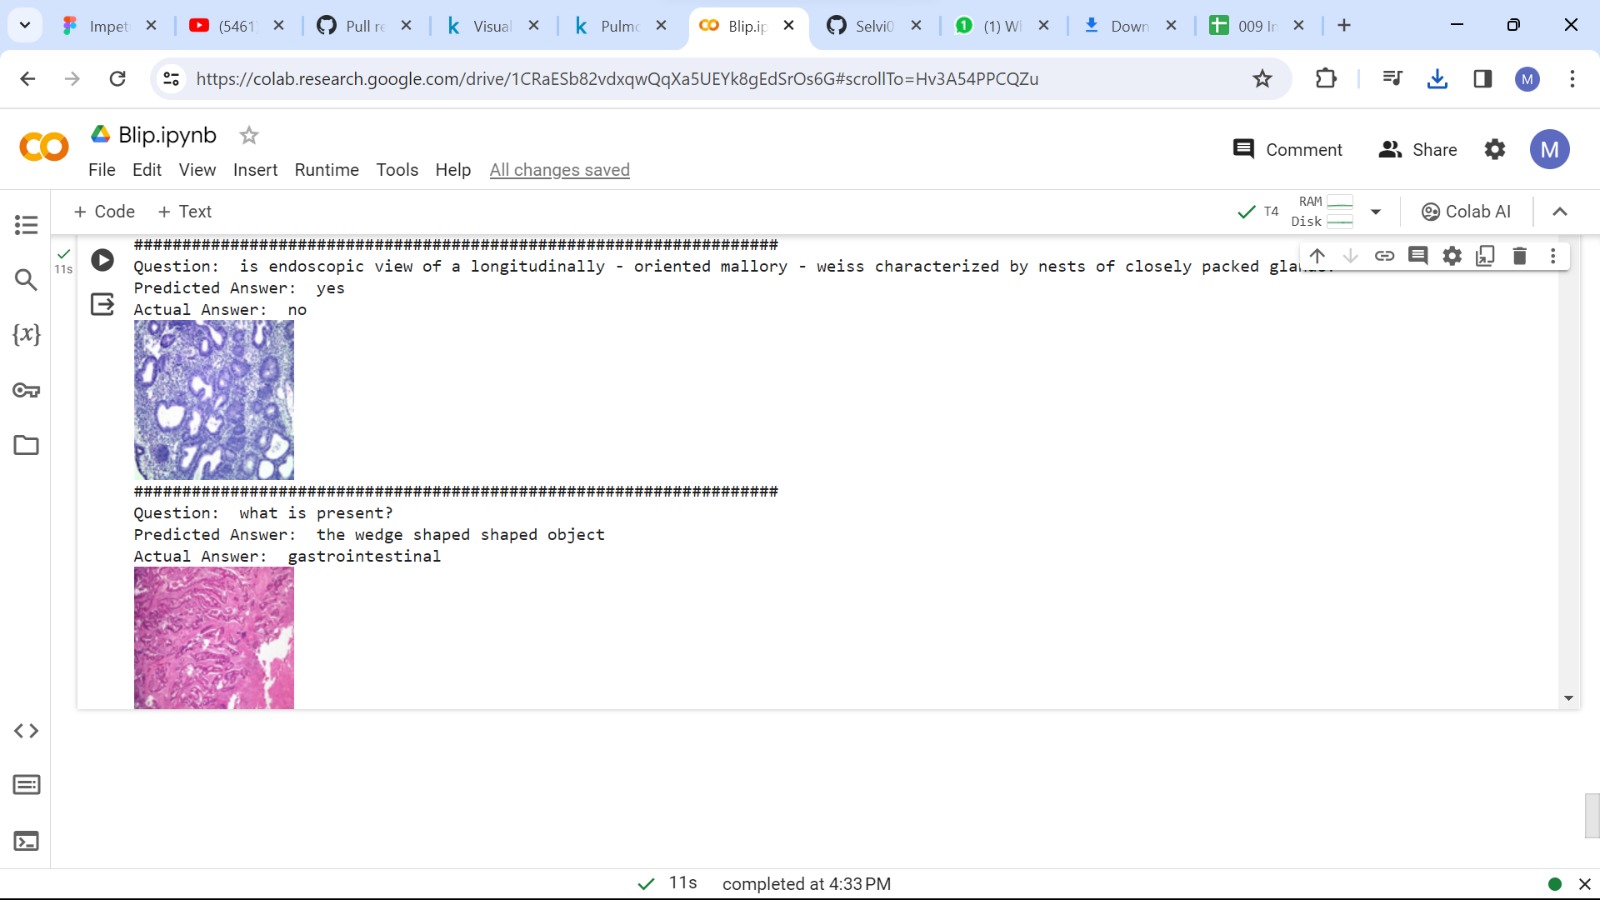 Impet
(5461
Pull re
k Visual
k Pulmo
Blip.ip
Selvi0
1 (1) W
Down
009 In
https://colab.research.google.com/drive/1CRaESb82vdxqwQqXa5UEYk8gEdSrOs6G#scrollTo=Hv3A54PPCQZu
M
Blip.ipynb
Comment
Share
M
File Edit View Insert Runtime Tools Help All changes saved
+ Code + Text
T4
RAM
Disk
Colab AI
###################################################################
11s
Question: is endoscopic view of a longitudinally - oriented mallory - weiss characterized by nests of closely packed
Predicted Answer: yes
Actual Answer: no
{x}
###################################################################
Question: what is present?
Predicted Answer: the wedge shaped shaped object
Actual Answer: gastrointestinal
11s completed at 4:33 PM